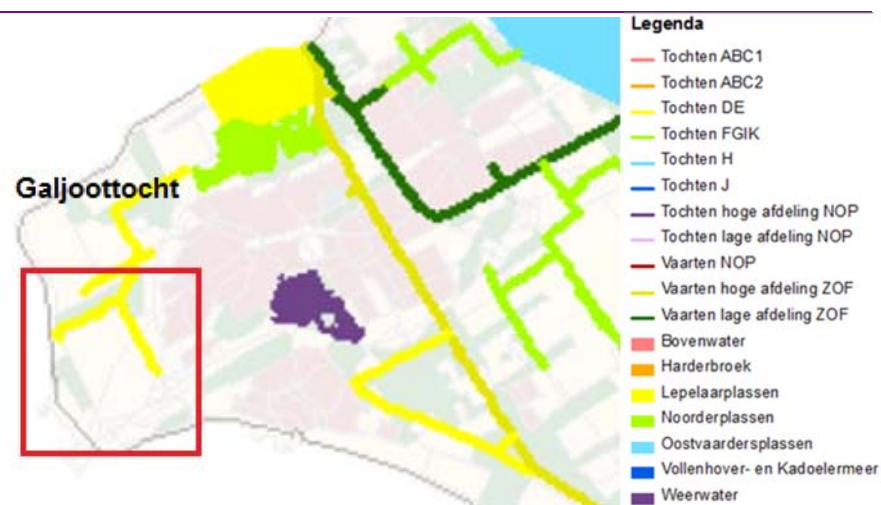 Galjoottocht
Legenda
Tochten ABC1
Tochten ABC2
Tochten DE
Tochten FGIK
Tochten H
Tochten J
Tochten hoge afdeling NOP
Tochten lage afdeling NOP
Vaarten NOP
Vaarten hoge afdeling ZOF
Vaarten lage afdeling ZOF
Bovenwater
Harderbroek
Lepelaarplassen
Noorderplassen
Oostvaardersplassen
Vollenhover- en Kadoelermeer
Weerwater